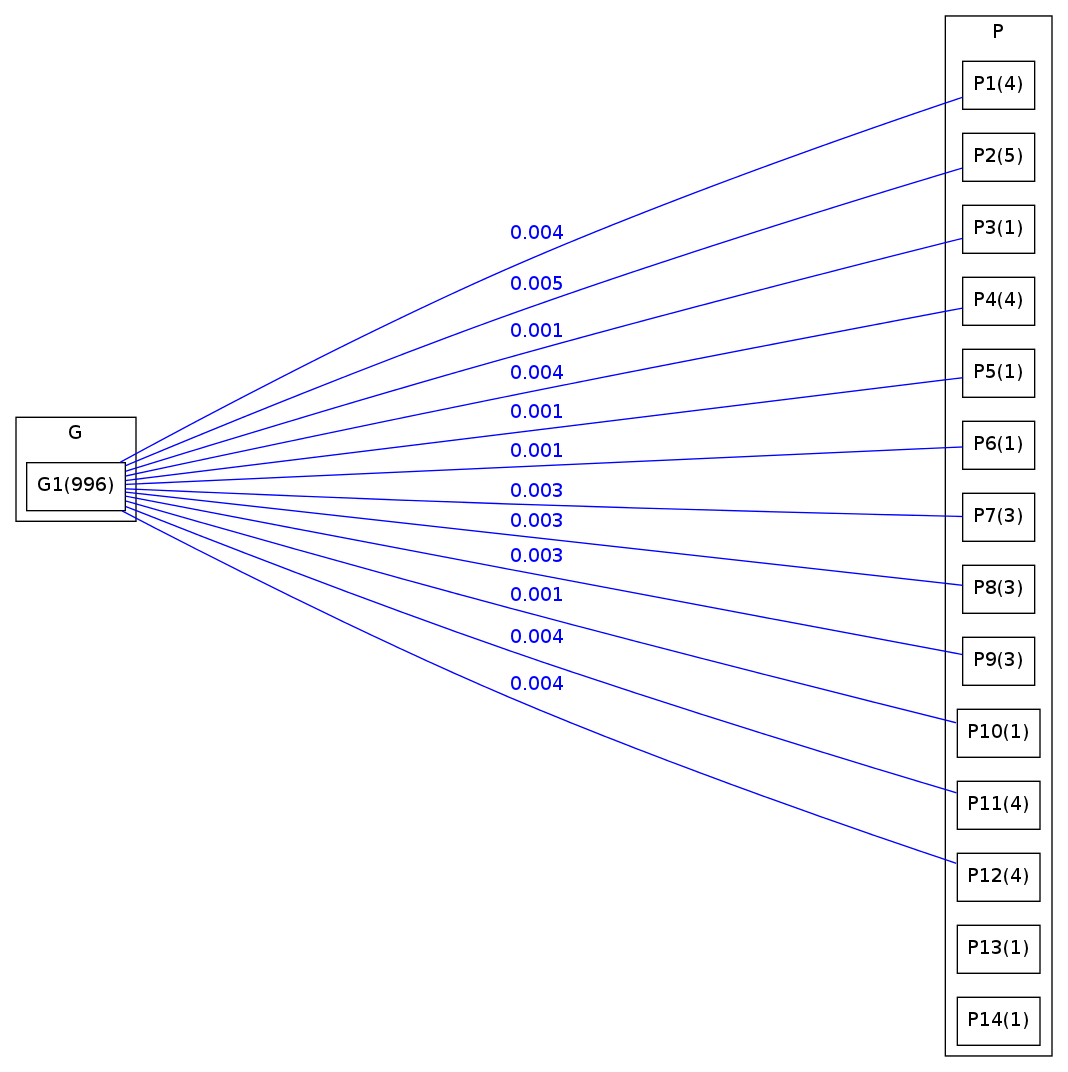 P
P1(4)
P2(5)
P3(1)
P4(4)
P5(1)
P6(1)
P7(3)
P8(3)
P9(3)
P10(1)
P11(4)
P12(4)
P13(1)
P14(1)
G
G1(996)
0.004
0.005
0.001
0.004
0.001
0.001
0.003
0.003
0.003
0.001
0.004
0.004